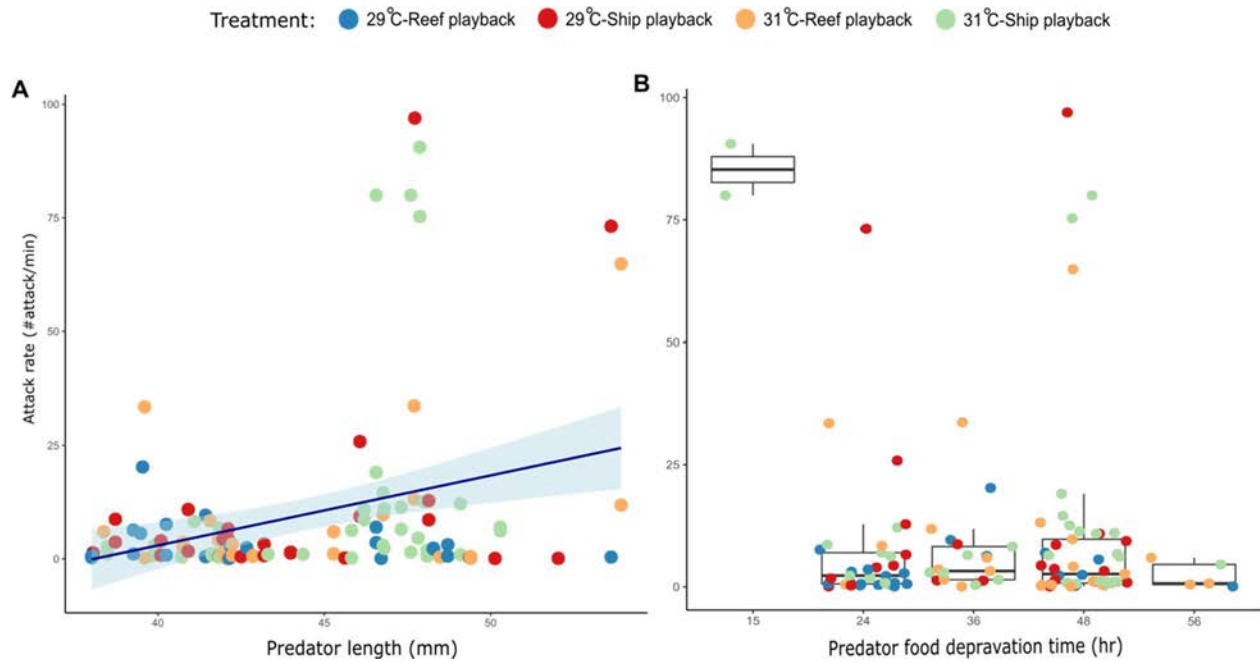 Treatment: 29°C-Reef playback 29°C-Ship playback 31°C-Reef playback 31°C-Ship playback
A
B
Attack rate (#attack/min)
100
75
50
25
0
40 45 50
Predator length (mm)
100
75
50
25
0
15 24 36 48 56
Predator food depravation time (hr)